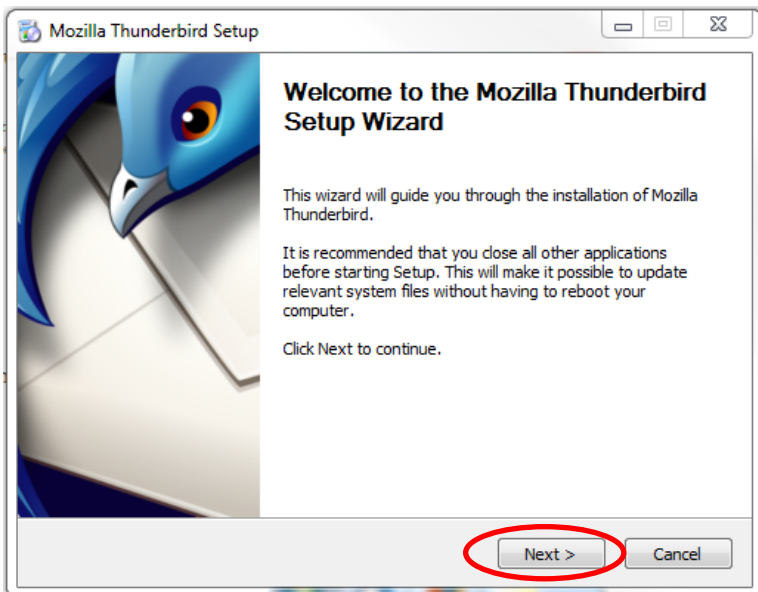 Mozilla Thunderbird Setup
Welcome to the Mozilla Thunderbird
Setup Wizard
This wizard will guide you through the installation of Mozilla
Thunderbird.
It is recommended that you close all other applications
before starting Setup. This will make it possible to update
relevant system files without having to reboot your
computer.
Click Next to continue.
Next >
Cancel